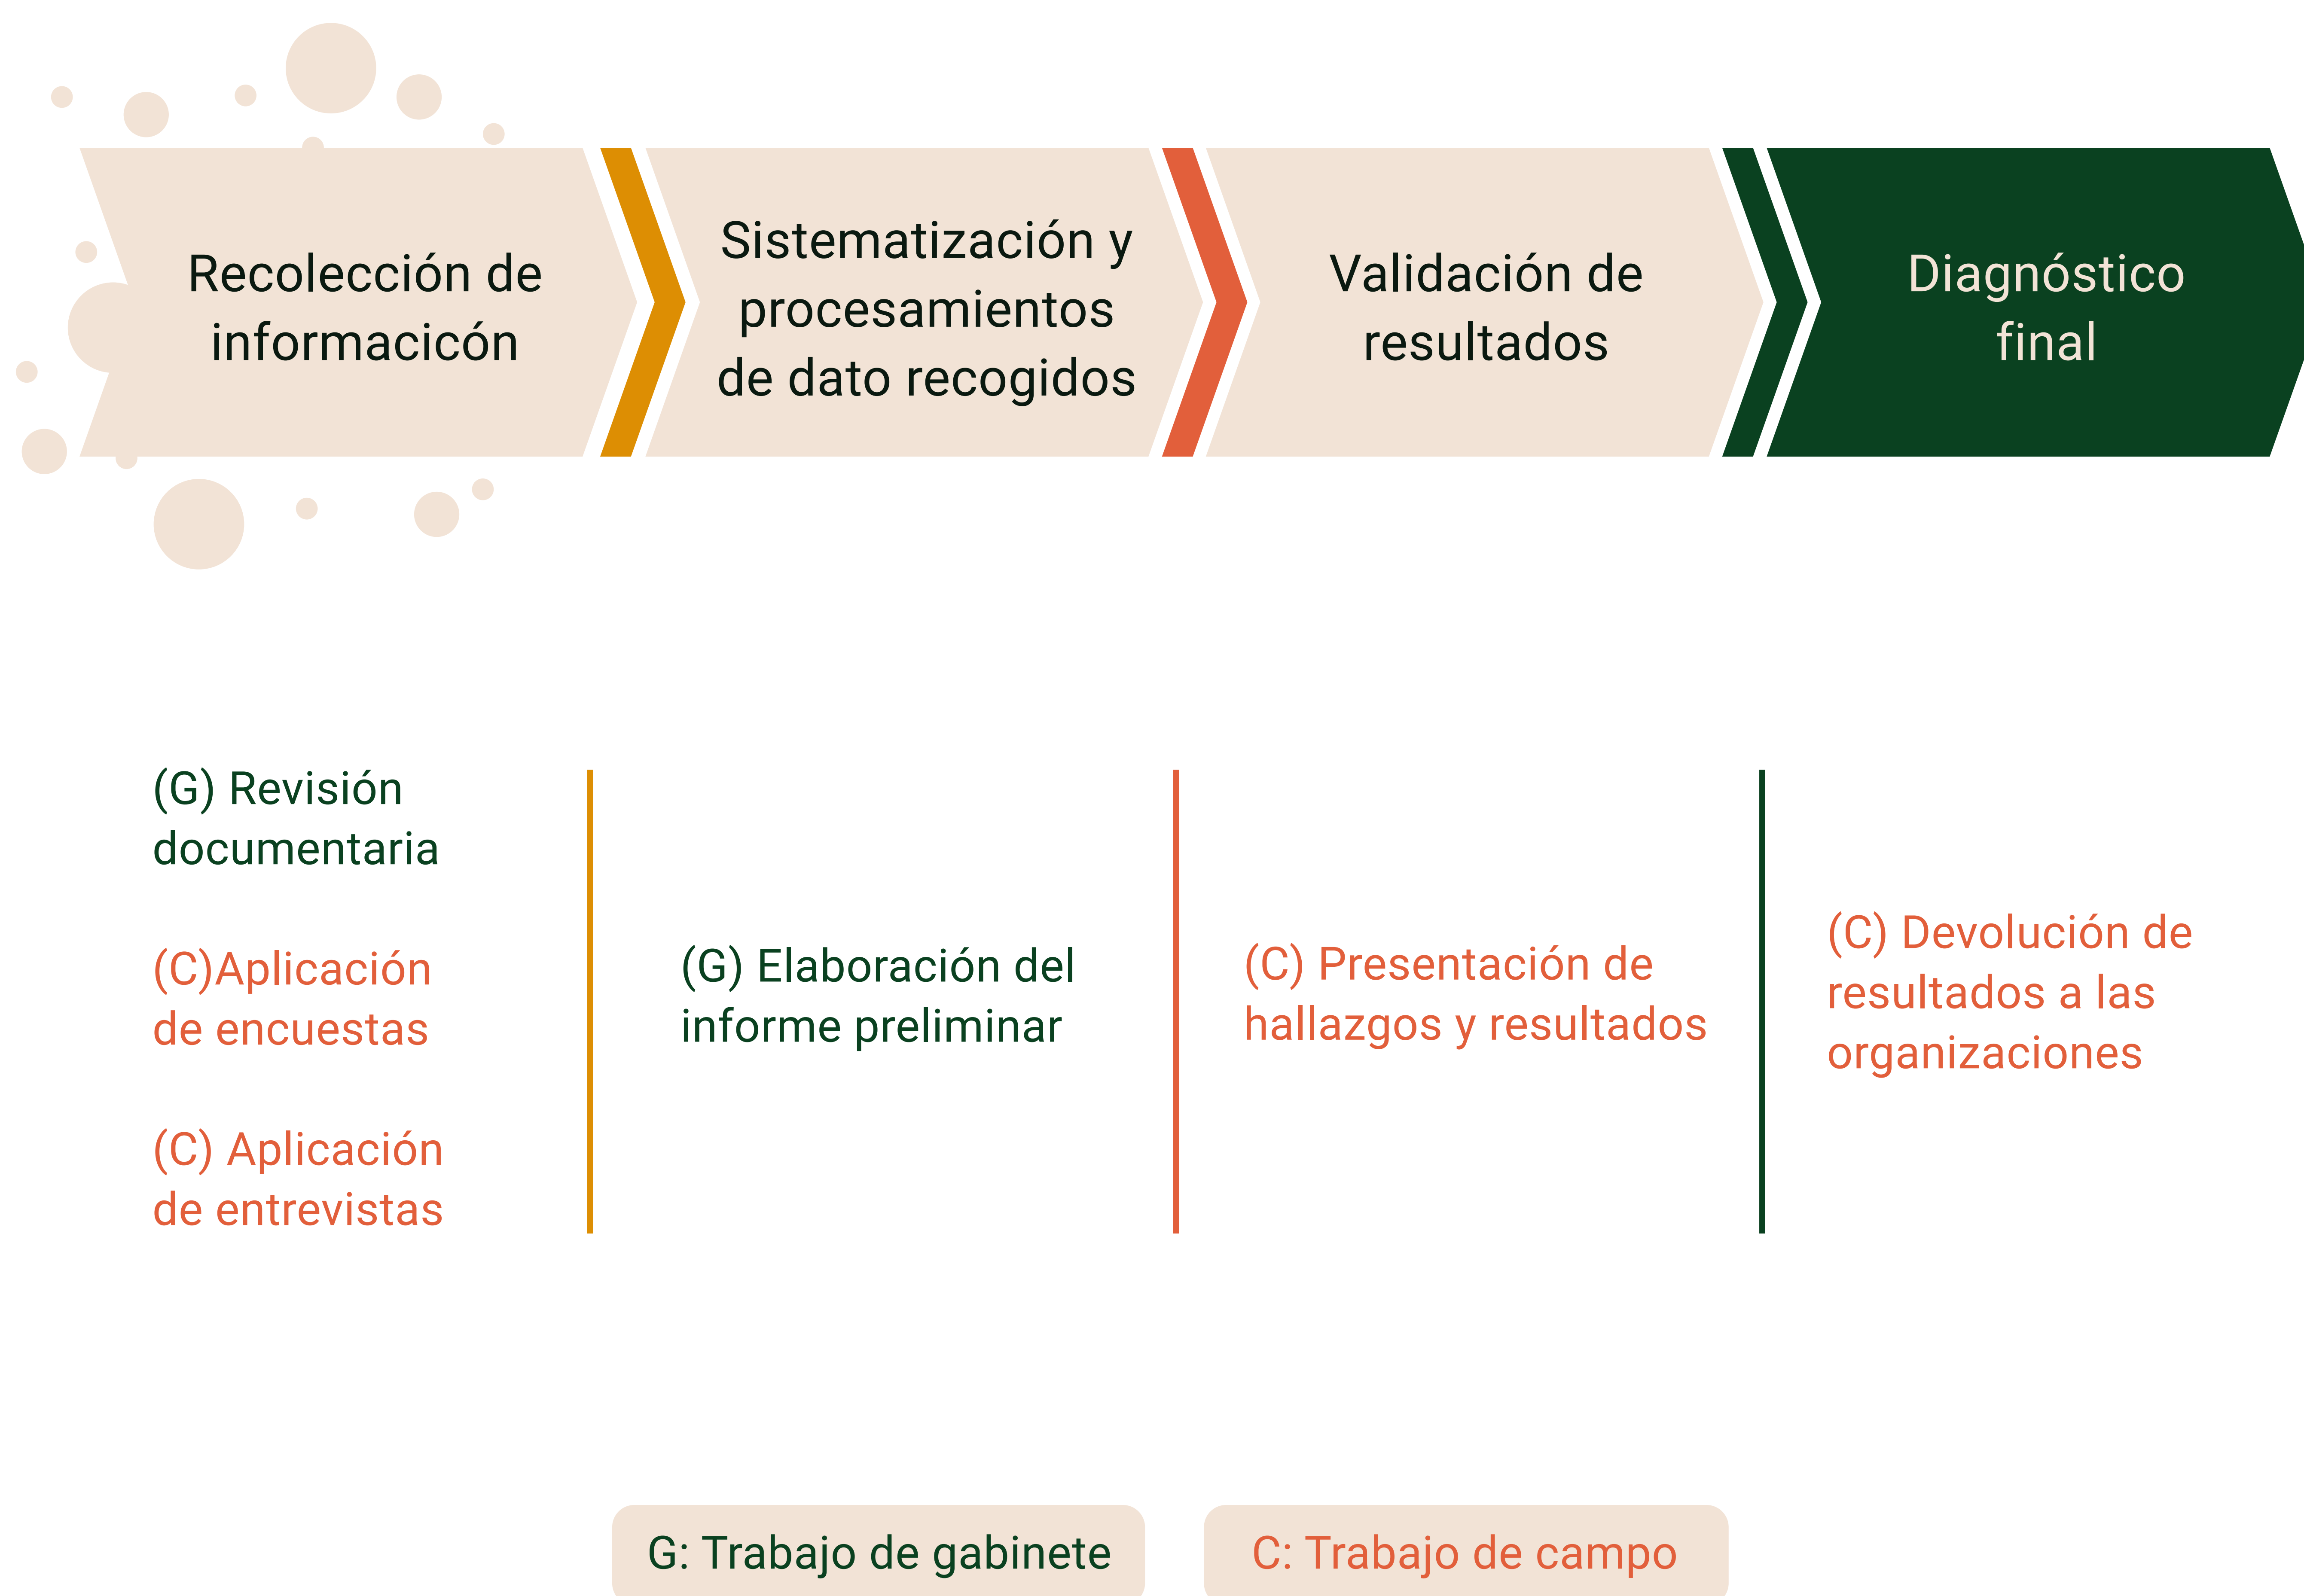 Recolección de
informacicón
Sistematización y
procesamientos
de dato recogidos
Validación de
resultados
Diagnóstico
final
(G) Revisión
documentaria
(C)Aplicación
de encuestas
(C) Aplicación
de entrevistas
(G) Elaboración del
informe preliminar
(C) Presentación de
hallazgos y resultados
(C) Devolución de
resultados a las
organizaciones
G: Trabajo de gabinete
C: Trabajo de campo